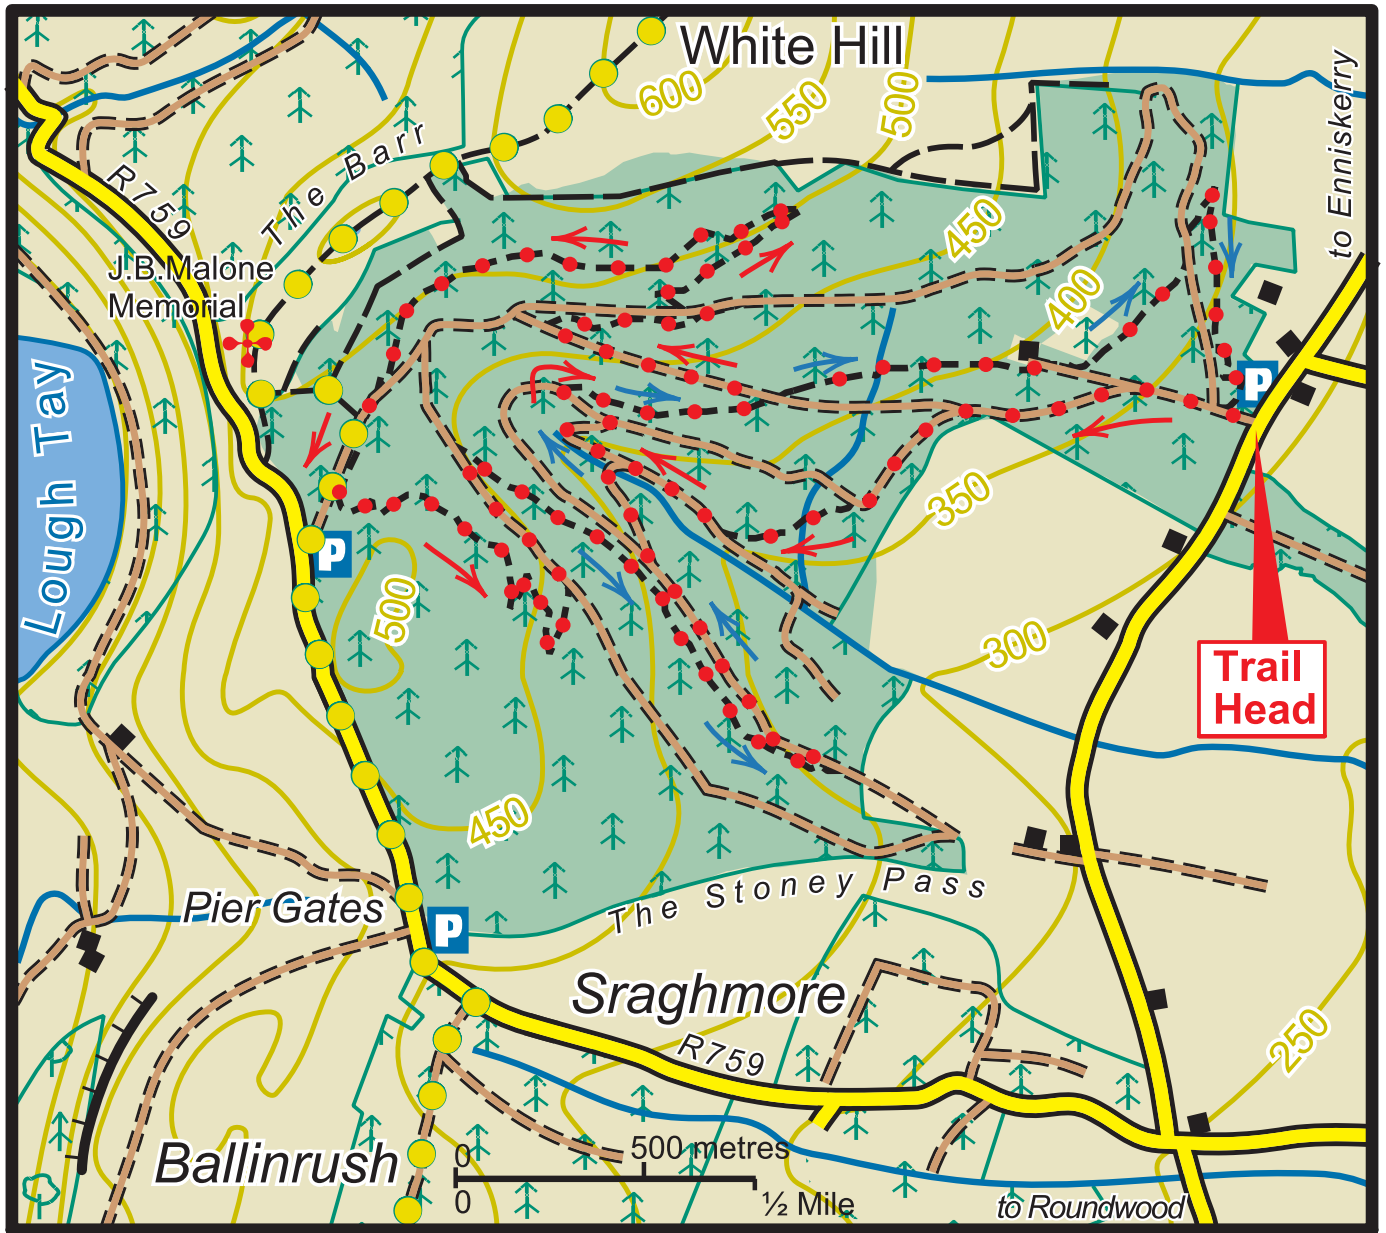 White Hill
600
550
500
to Enniskerry
R759
The Barr
450
J.B.Malone
Memorial
400
P
Lough Tay
350
P
500
300
Trail
Head
450
The Stoney Pass
Pier Gates
P
Sraghmore
R759
250
Ballinrush
0
500 metres
0
½ Mile
to Roundwood